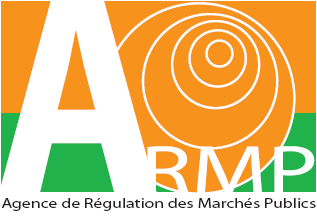 ARMP
Agence de Régulation des Marchés Publics